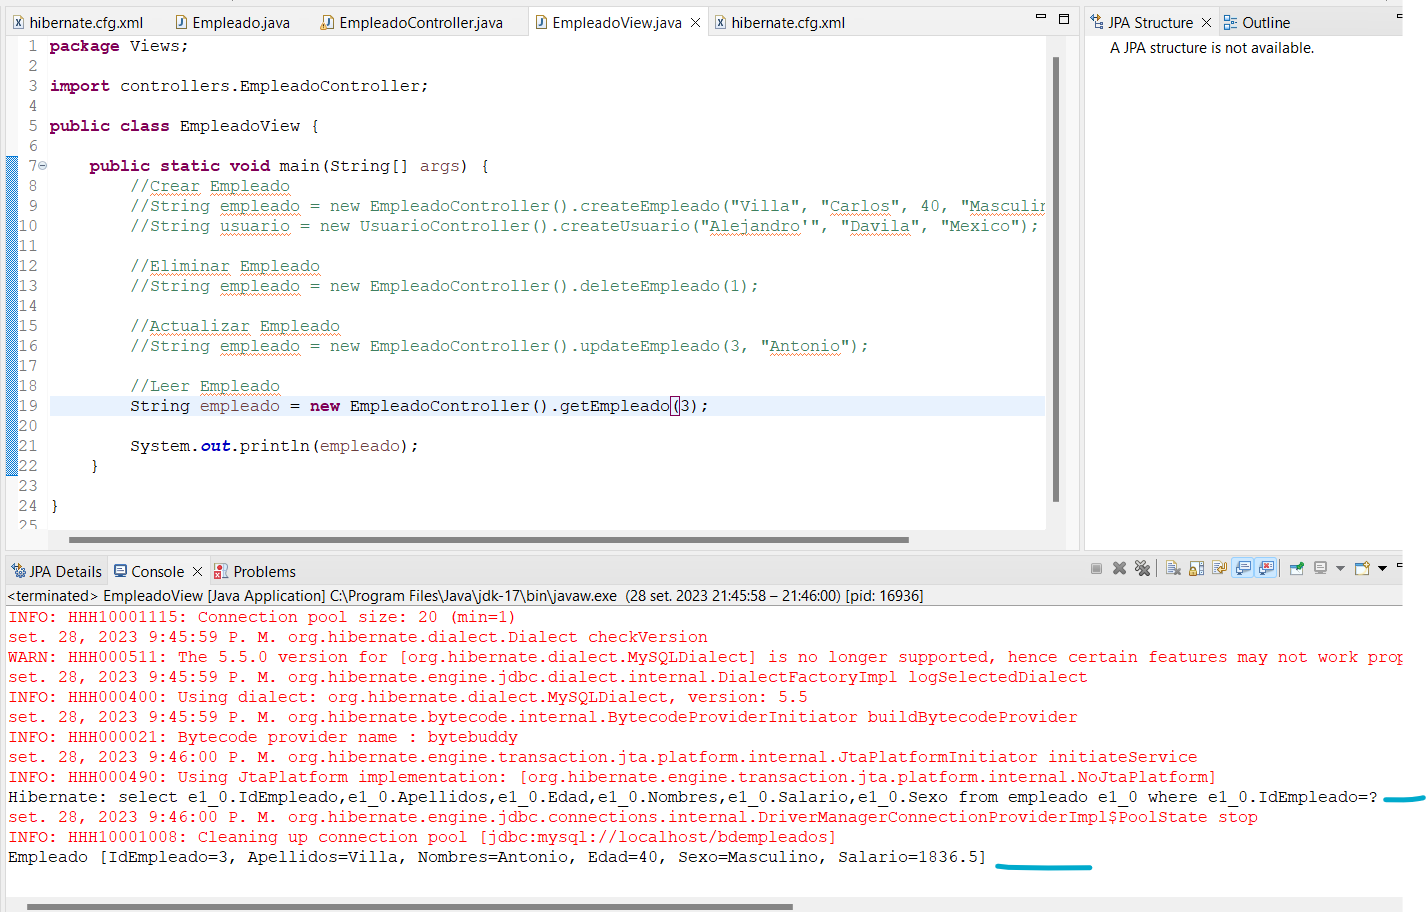 hibernate.cfg.xml Empleado.java EmpleadoController.java EmpleadoView.java hibernate.cfg.xml
JPA Structure Outline
A JPA structure is not available.
1 package Views;
2
3 import controllers.EmpleadoController;
4
5 public class EmpleadoView {
6
7 public static void main(String[] args) {
8 //Crear Empleado
9 //String empleado = new EmpleadoController().createEmpleado("Villa", "Carlos", 40, "Masculin
10 //String usuario = new UsuarioController().createUsuario("Alejandro'", "Davila", "Mexico");
11
12 //Eliminar Empleado
13 //String empleado = new EmpleadoController().deleteEmpleado(1);
14
15 //Actualizar Empleado
16 //String empleado = new EmpleadoController().updateEmpleado(3, "Antonio");
17
18 //Leer Empleado
19 String empleado = new EmpleadoController().getEmpleado(3);
20
21 System.out.println(empleado);
22 }
23
24 }
25
JPA Details Console Problems
<terminated> EmpleadoView [Java Application] C:\Program Files\Java\jdk-17\bin\javaw.exe (28 set. 2023 21:45:58 – 21:46:00) [pid: 16936]
INFO: HHH10001115: Connection pool size: 20 (min=1)
set. 28, 2023 9:45:59 P. M. org.hibernate.dialect.Dialect checkVersion
WARN: HHH000511: The 5.5.0 version for [org.hibernate.dialect.MySQLDialect] is no longer supported, hence certain features may not work prop
set. 28, 2023 9:45:59 P. M. org.hibernate.engine.jdbc.dialect.internal.DialectFactoryImpl logSelectedDialect
INFO: HHH000400: Using dialect: org.hibernate.dialect.MySQLDialect, version: 5.5
set. 28, 2023 9:45:59 P. M. org.hibernate.bytecode.internal.BytecodeProviderInitiator buildBytecodeProvider
INFO: HHH000021: Bytecode provider name : bytebuddy
set. 28, 2023 9:46:00 P. M. org.hibernate.engine.transaction.jta.platform.internal.JtaPlatformInitiator initiateService
INFO: HHH000490: Using JtaPlatform implementation: [org.hibernate.engine.transaction.jta.platform.internal.NoJtaPlatform]
Hibernate: select e1_0.IdEmpleado,e1_0.Apellidos,e1_0.Edad,e1_0.Nombres,e1_0.Salario,e1_0.Sexo from empleado e1_0 where e1_0.IdEmpleado=?
set. 28, 2023 9:46:00 P. M. org.hibernate.engine.jdbc.connections.internal.DriverManagerConnectionProviderImpl$PoolState stop
INFO: HHH10001008: Cleaning up connection pool [jdbc:mysql://localhost/bdempleados]
Empleado [IdEmpleado=3, Apellidos=Villa, Nombres=Antonio, Edad=40, Sexo=Masculino, Salario=1836.5]